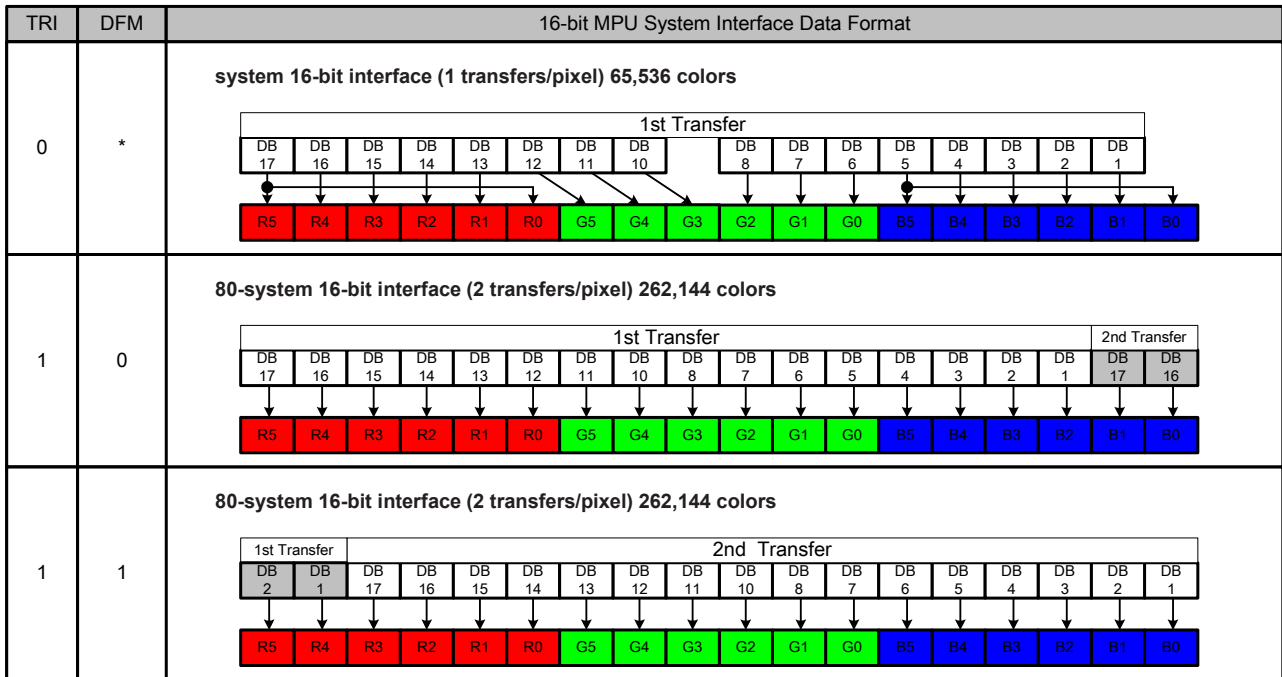 TRI DFM 16-bit MPU System Interface Data Format
system 16-bit interface (1 transfers/pixel) 65,536 colors
0 *
1st Transfer
DB DB DB DB DB DB DB DB DB DB DB DB DB DB DB DB
17 16 15 14 13 12 11 10 8 7 6 5 4 3 2 1
R5 R4 R3 R2 R1 R0 G5 G4 G3 G2 G1 G0 B5 B4 B3 B2 B1 B0
80-system 16-bit interface (2 transfers/pixel) 262,144 colors
1 0
1st Transfer 2nd Transfer
DB DB DB DB DB DB DB DB DB DB DB DB DB DB DB DB DB DB
17 16 15 14 13 12 11 10 8 7 6 5 4 3 2 1 17 16
R5 R4 R3 R2 R1 R0 G5 G4 G3 G2 G1 G0 B5 B4 B3 B2 B1 B0
80-system 16-bit interface (2 transfers/pixel) 262,144 colors
1 1
1st Transfer 2nd Transfer
DB DB DB DB DB DB DB DB DB DB DB DB DB DB DB DB DB DB
2 1 17 16 15 14 13 12 11 10 8 7 6 5 4 3 2 1
R5 R4 R3 R2 R1 R0 G5 G4 G3 G2 G1 G0 B5 B4 B3 B2 B1 B0